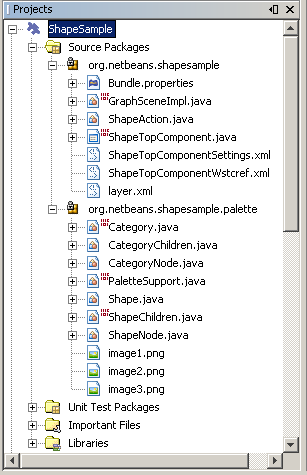 Projects
ShapeSample
Source Packages
org.netbeans.shapesample
Bundle.properties
GraphSceneImpl.java
ShapeAction.java
ShapeTopComponent.java
ShapeTopComponentSettings.xml
ShapeTopComponentWstcref.xml
layer.xml
org.netbeans.shapesample.palette
Category.java
CategoryChildren.java
CategoryNode.java
PaletteSupport.java
Shape.java
ShapeChildren.java
ShapeNode.java
image1.png
image2.png
image3.png
Unit Test Packages
Important Files
Libraries